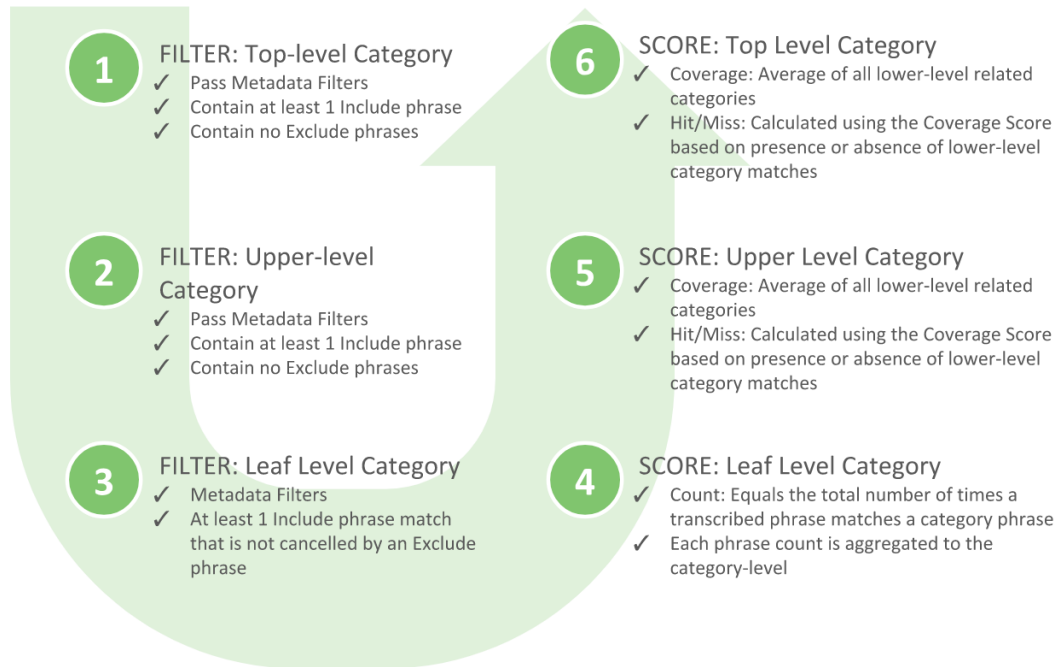 1
FILTER: Top-level Category
✓ Pass Metadata Filters
✓ Contain at least 1 Include phrase
✓ Contain no Exclude phrases
2
FILTER: Upper-level
Category
✓ Pass Metadata Filters
✓ Contain at least 1 Include phrase
✓ Contain no Exclude phrases
3
FILTER: Leaf Level Category
✓ Metadata Filters
✓ At least 1 Include phrase match
that is not cancelled by an Exclude
phrase
4
SCORE: Leaf Level Category
✓ Count: Equals the total number of times a
transcribed phrase matches a category phrase
✓ Each phrase count is aggregated to the
category-level
5
SCORE: Upper Level Category
✓ Coverage: Average of all lower-level related
categories
✓ Hit/Miss: Calculated using the Coverage Score
based on presence or absence of lower-level
category matches
6
SCORE: Top Level Category
✓ Coverage: Average of all lower-level related
categories
✓ Hit/Miss: Calculated using the Coverage Score
based on presence or absence of lower-level
category matches